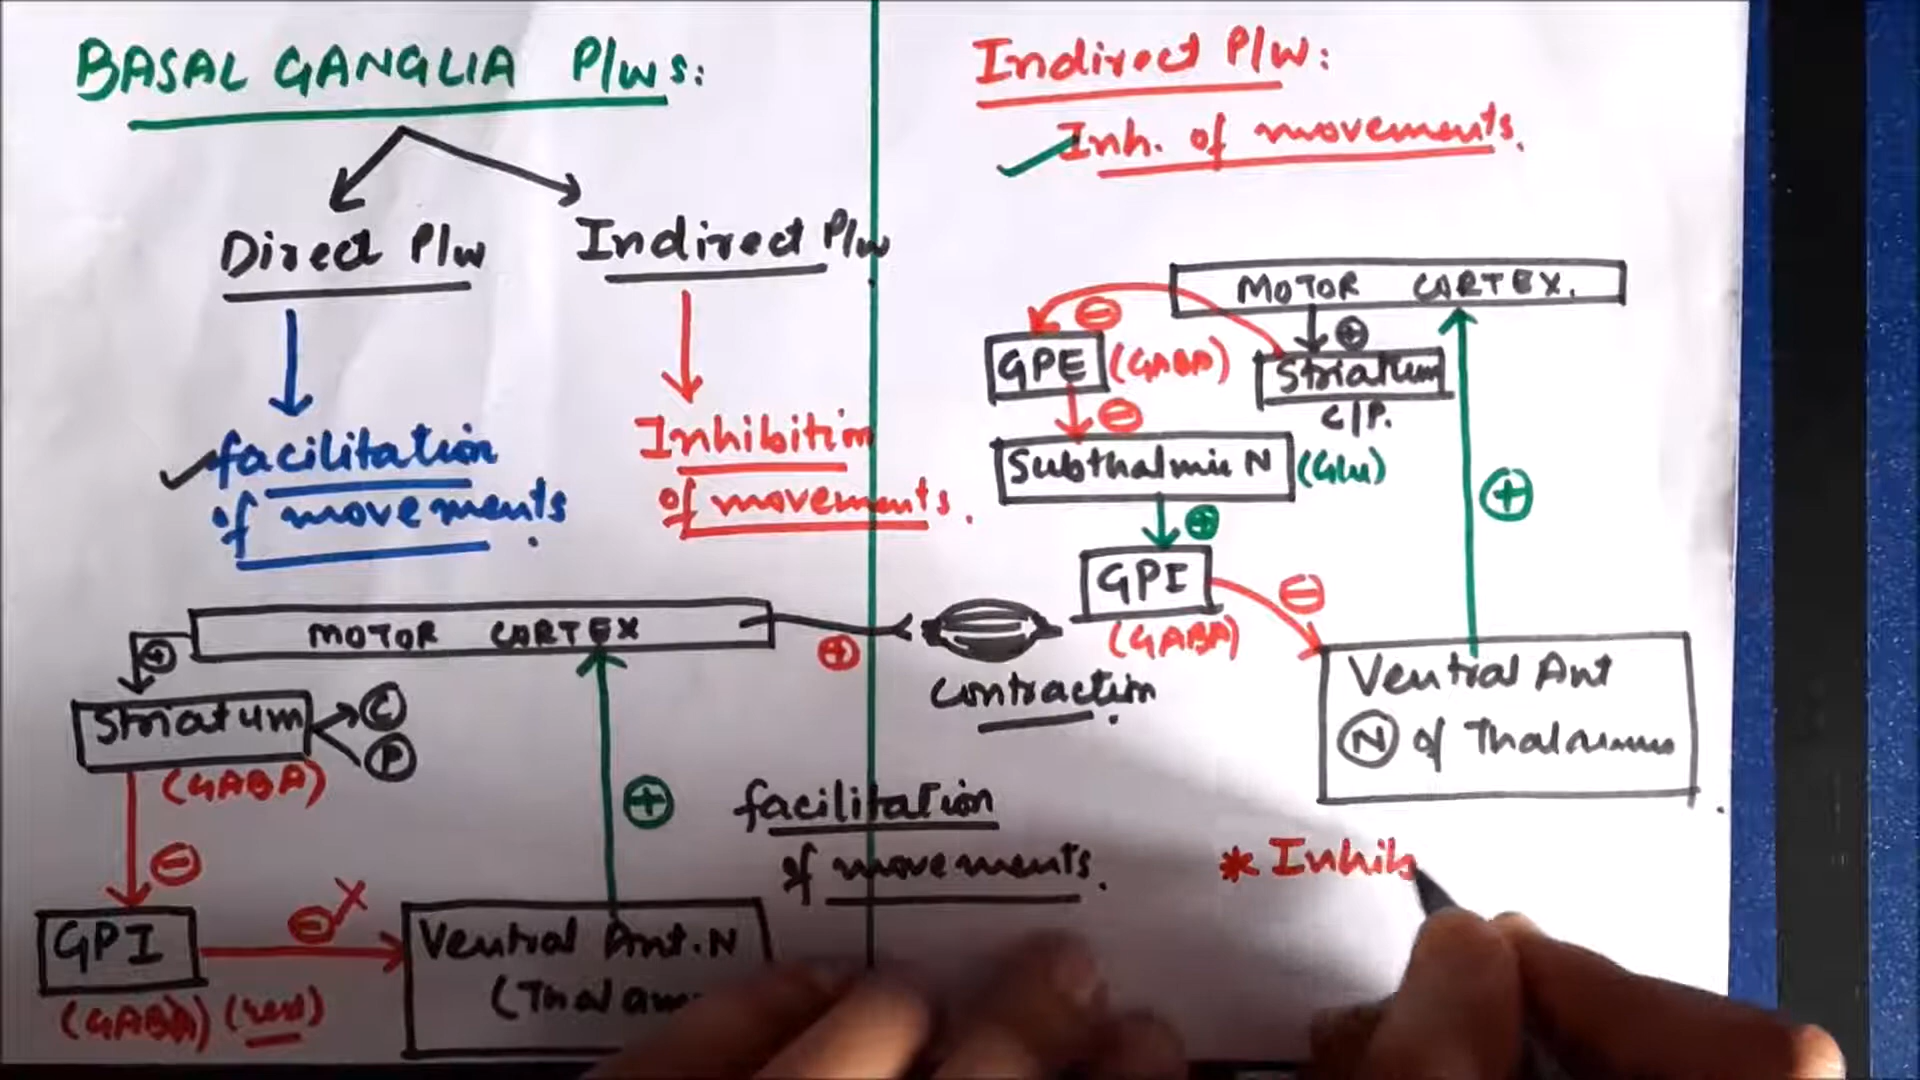 BASAL GANGLIA P/ws:
Direct P/w
Indirect P/w
facilitation
of movements.
Inhibition
of movements.
MOTOR CORTEX
+
+
contraction.
Striatum
C
P
(GABA)
+
facilitation
of movements.
-
- X
GPI
Ventral Ant. N
(GABA) (rest)
(Thalam
Indirect P/w:
Inh. of movements.
MOTOR CORTEX.
-
+
GPE
(GABA)
Striatum
C/P.
-
Subthalmic N
(Glu)
+
+
GPI
-
(GABA)
Ventral Ant
N of Thalamus
* Inhib